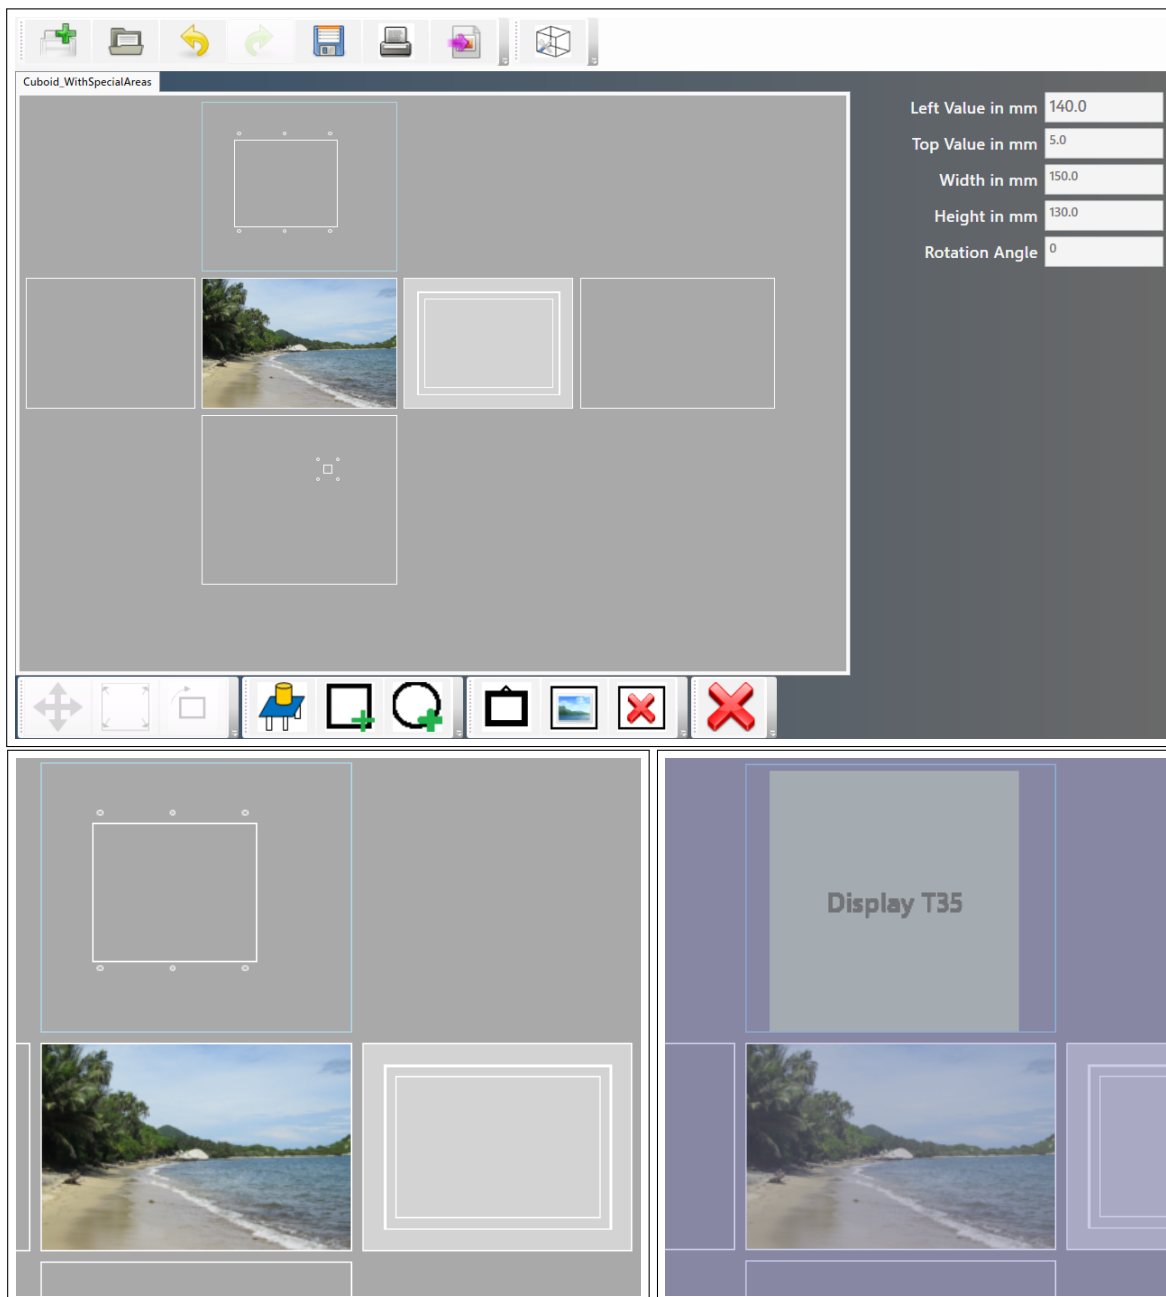 Cuboid_WithSpecialAreas
Left Value in mm 140.0
Top Value in mm 5.0
Width in mm 150.0
Height in mm 130.0
Rotation Angle 0
Display T35